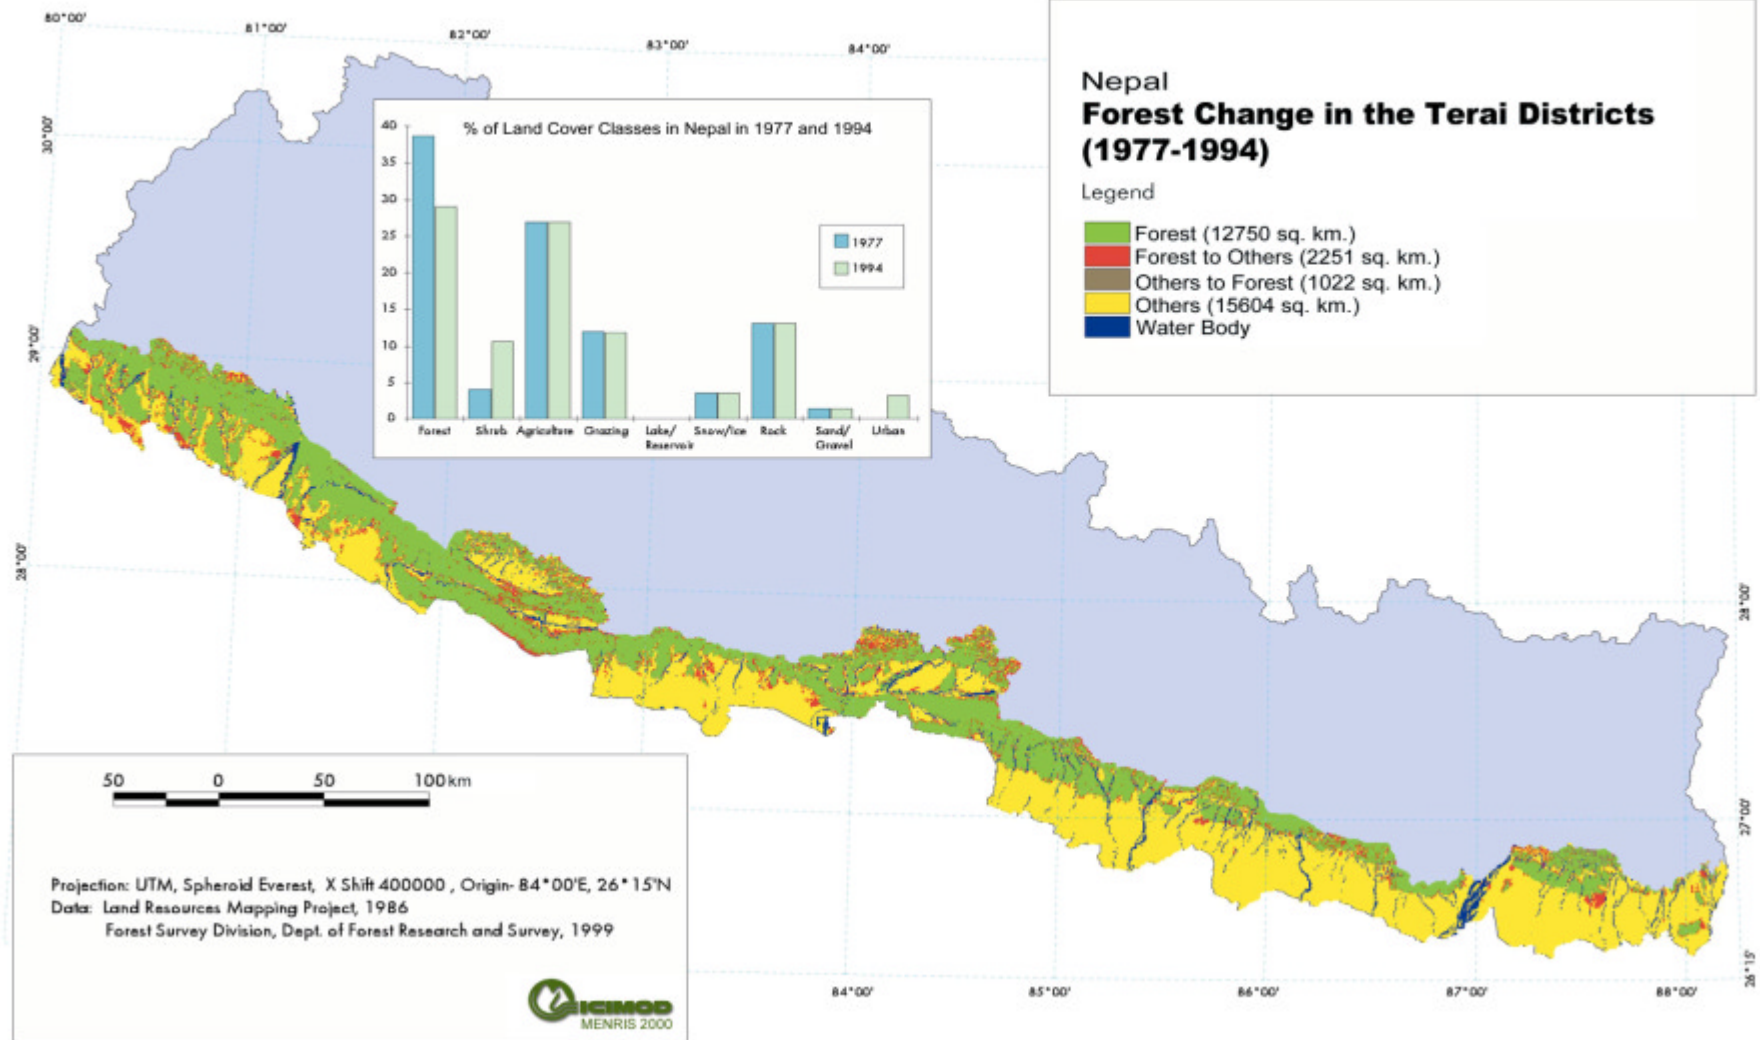 80°00'
81°00'
82°00'
83°00'
84°00'
30°00'
29°00'
28°00'
Nepal
Forest Change in the Terai Districts
(1977-1994)
Legend
Forest (12750 sq. km.)
Forest to Others (2251 sq. km.)
Others to Forest (1022 sq. km.)
Others (15604 sq. km.)
Water Body
% of Land Cover Classes in Nepal in 1977 and 1994
40
35
30
25
20
15
10
5
0
1977
1994
Forest
Shrub
Agriculture
Grazing
Lake/
Reservoir
Snow/Ice
Rock
Sand/
Gravel
Urban
28°00'
27°00'
26°15'
50 0 50 100 km
Projection: UTM, Spheroid Everest, X Shift 400000 , Origin- 84°00'E, 26°15'N
Data: Land Resources Mapping Project, 1986
Forest Survey Division, Dept. of Forest Research and Survey, 1999
ICIMOD
MENRIS 2000
84°00'
85°00'
86°00'
87°00'
88°00'